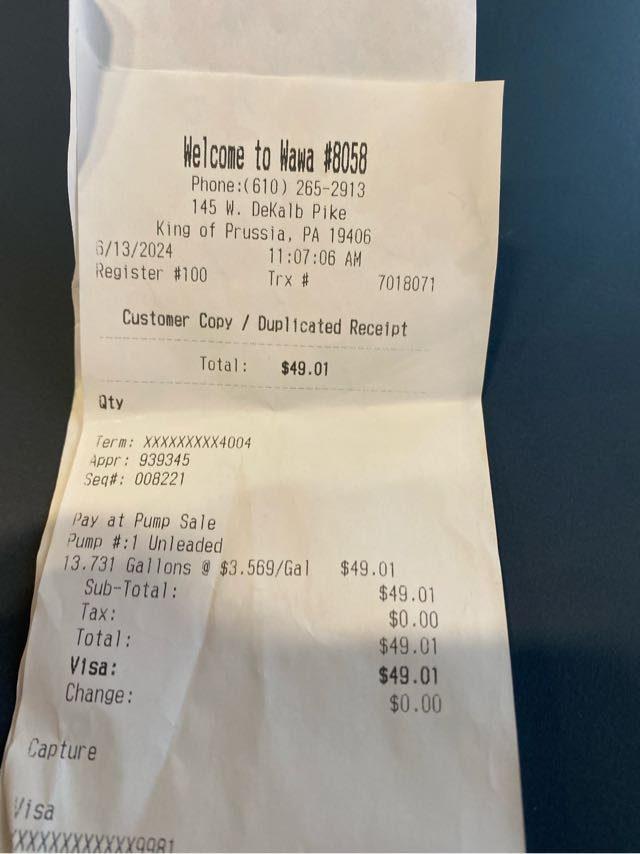 Welcome to Wawa #8058
Phone:(610) 265-2913
145 W. DeKalb Pike
King of Prussia, PA 19406
6/13/2024 11:07:06 AM
Register #100 Trx # 7018071
Customer Copy / Duplicated Receipt
Total: $49.01
Qty
Term: XXXXXXXXX4004
Appr: 939345
Seq#: 008221
Pay at Pump Sale
Pump #:1 Unleaded
13.731 Gallons @ $3.569/Gal $49.01
Sub-Total: $49.01
Tax: $0.00
Total: $49.01
Visa: $49.01
Change: $0.00
Capture
Visa
XXXXXXXXXXXX9981